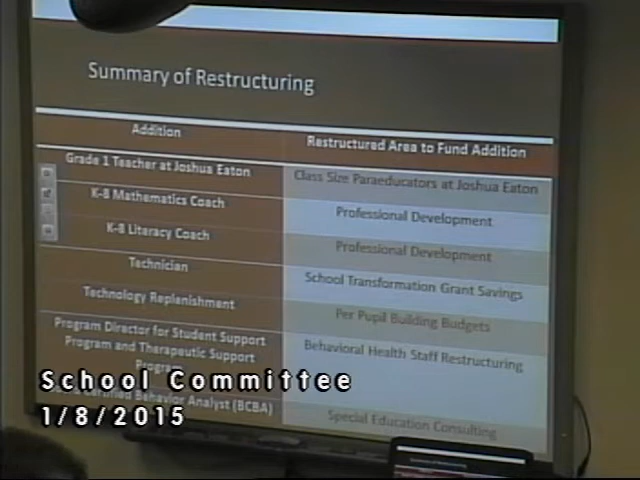 Summary of Restructuring
Addition
Restructured Area to Fund Addition
Grade 1 Teacher at Joshua Eaton
Class Size Paraeducators at Joshua Eaton
K-8 Mathematics Coach
Professional Development
K-8 Literacy Coach
Professional Development
Technician
School Transformation Grant Savings
Technology Replenishment
Per Pupil Building Budgets
Program Director for Student Support
Program and Therapeutic Support
Program
Behavioral Health Staff Restructuring
Certified Behavior Analyst (BCBA)
Special Education Consulting
School Committee
1/8/2015